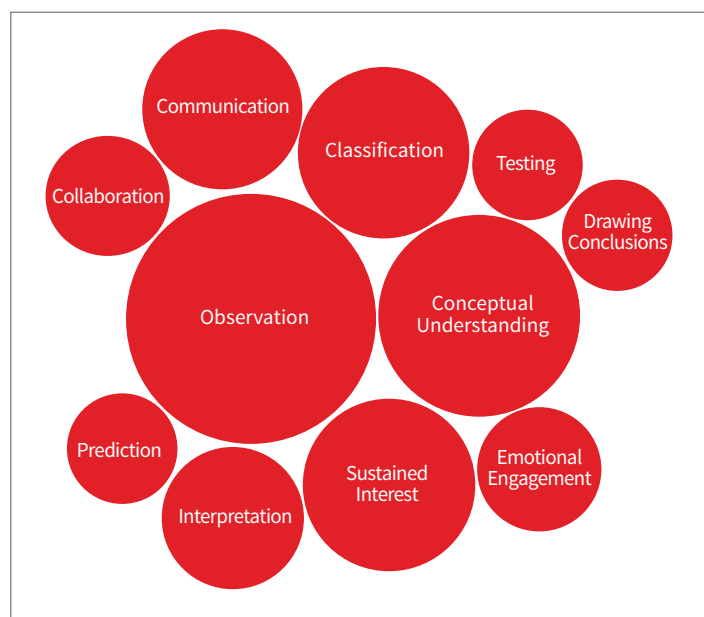 Communication
Classification
Testing
Collaboration
Drawing
Conclusions
Observation
Conceptual
Understanding
Prediction
Interpretation
Sustained
Interest
Emotional
Engagement